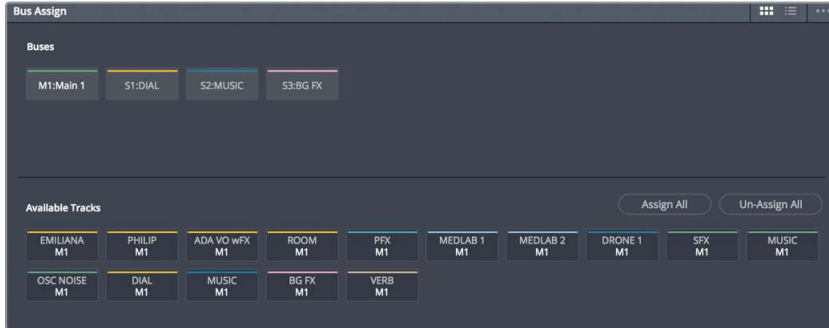 Bus Assign
Buses
M1:Main 1 S1:DIAL S2:MUSIC S3:BG FX
Available Tracks Assign All Un-Assign All
EMILIANA PHILIP ADA VO wFX ROOM PFX MEDLAB 1 MEDLAB 2 DRONE 1 SFX MUSIC
M1 M1 M1 M1 M1 M1 M1 M1 M1 M1
OSC NOISE DIAL MUSIC BG FX VERB
M1 M1 M1 M1 M1